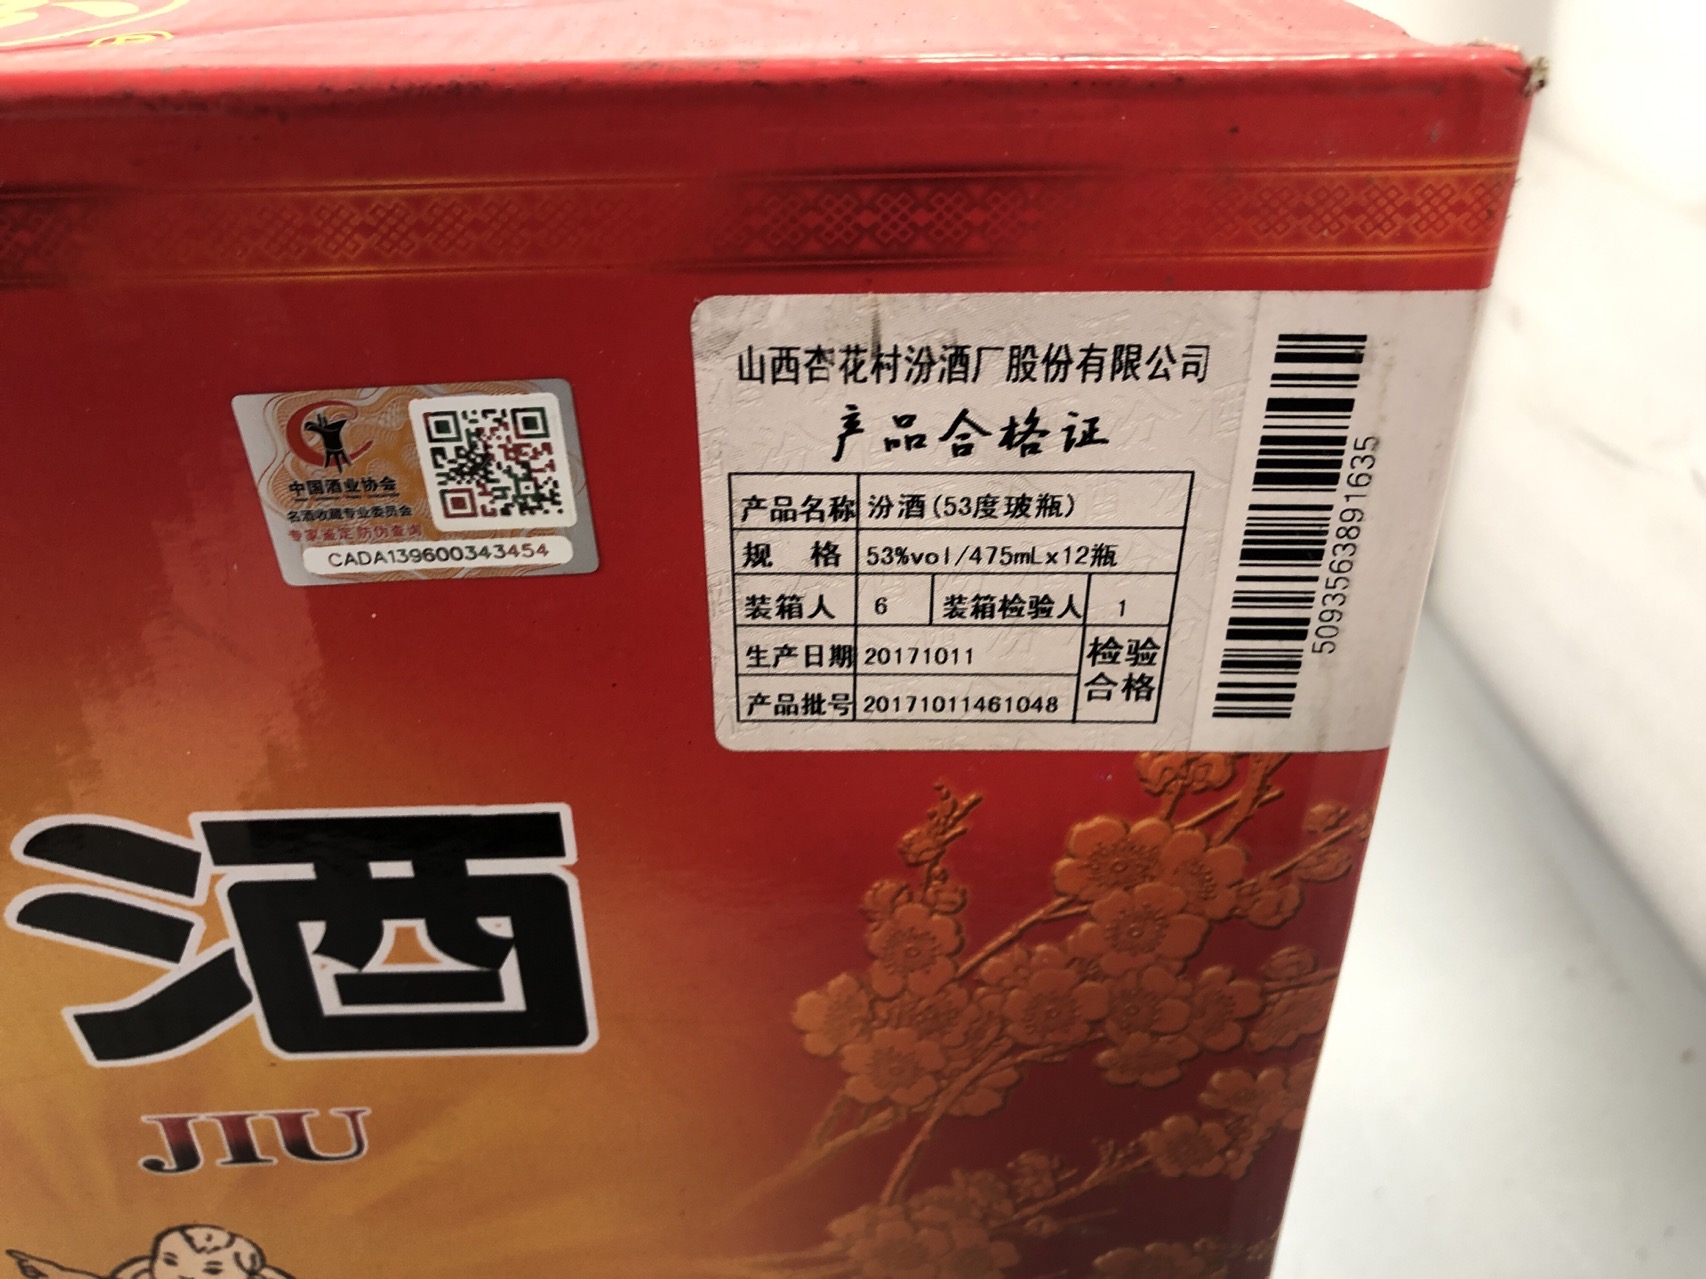 山西杏花村汾酒厂股份有限公司
产品合格证
产品名称 汾酒(53度玻瓶)
规 格 53%vol/475mLx12瓶
装箱人 6 装箱检验人 1
生产日期 20171011
产品批号 20171011461048
检验
合格
509356389 1635
中国酒业协会
名酒收藏专业委员会
专家鉴定 防伪查询
CADA139600343454
酒
JIU